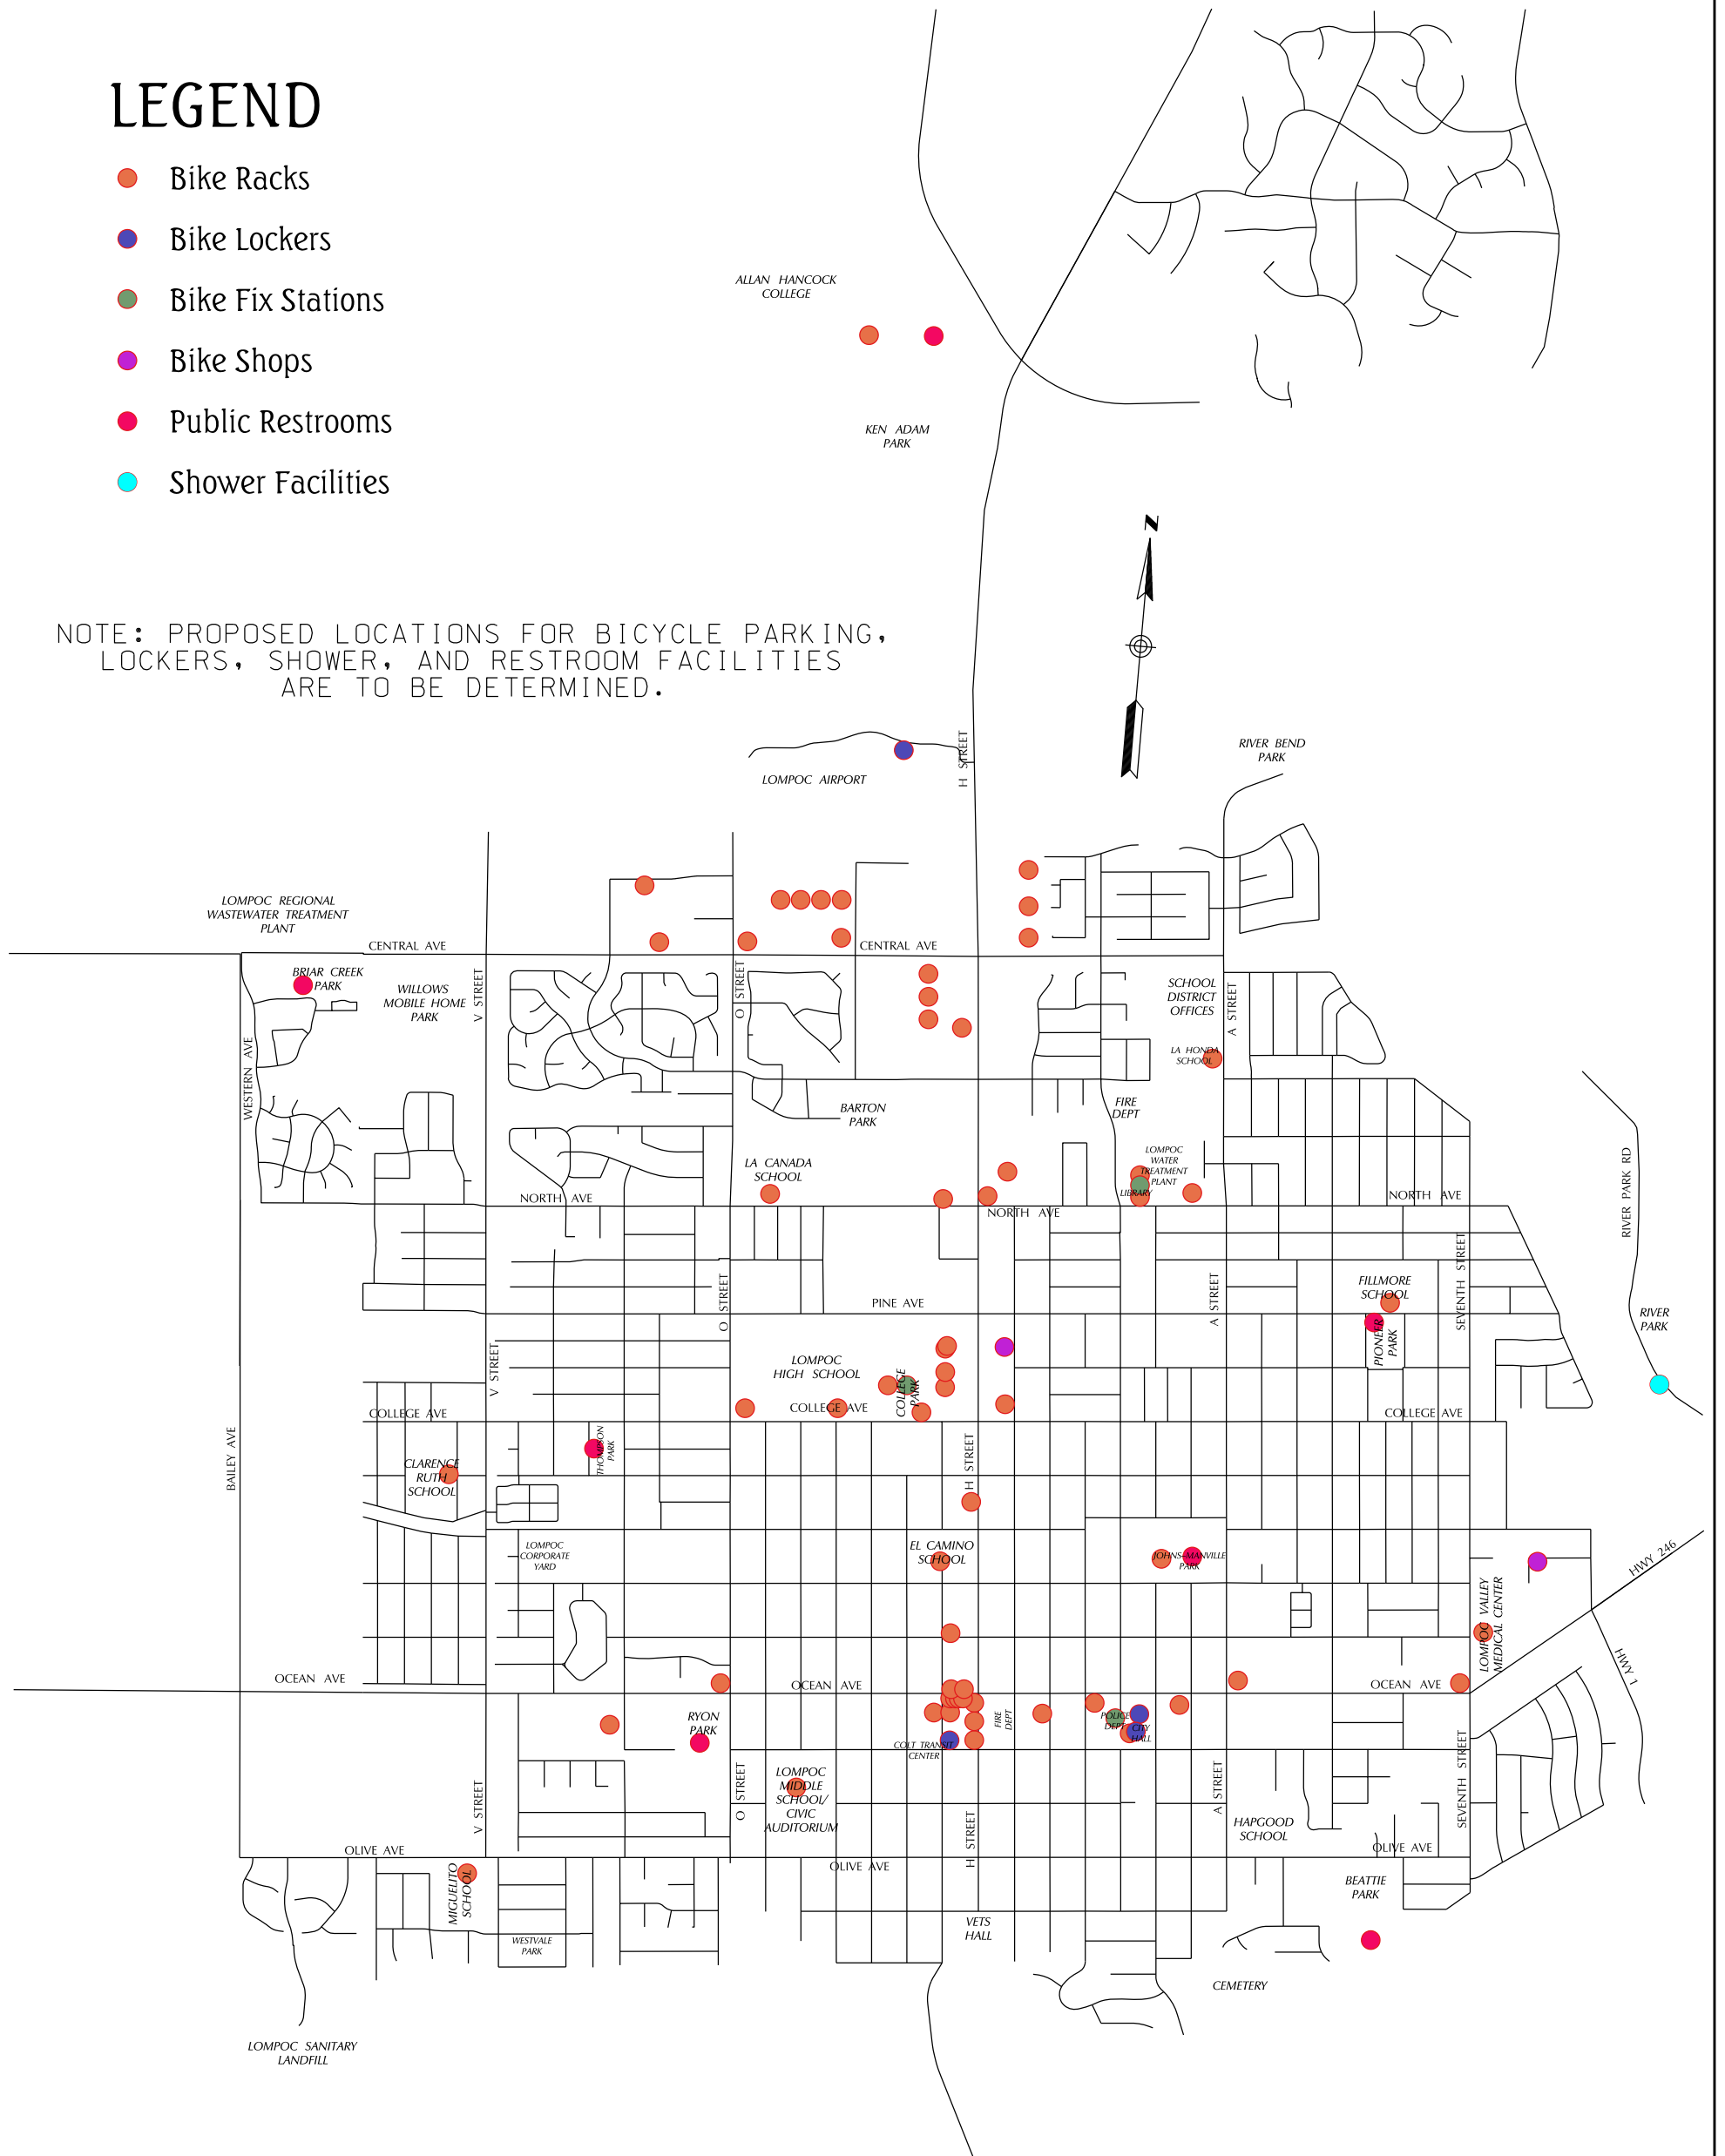 LEGEND
Bike Racks
Bike Lockers
Bike Fix Stations
Bike Shops
Public Restrooms
Shower Facilities
ALLAN HANCOCK
COLLEGE
KEN ADAM
PARK
N
NOTE: PROPOSED LOCATIONS FOR BICYCLE PARKING,
LOCKERS, SHOWER, AND RESTROOM FACILITIES
ARE TO BE DETERMINED.
H STREET
RIVER BEND
PARK
LOMPOC AIRPORT
LOMPOC REGIONAL
WASTEWATER TREATMENT
PLANT
CENTRAL AVE
CENTRAL AVE
BRIAR CREEK
PARK
WILLOWS
MOBILE HOME
PARK
V STREET
O STREET
SCHOOL
DISTRICT
OFFICES
A STREET
WESTERN AVE
LA HONDA
SCHOOL
BARTON
PARK
FIRE
DEPT
LA CANADA
SCHOOL
LOMPOC
WATER
TREATMENT
PLANT
LIBRARY
RIVER PARK RD
NORTH AVE
NORTH AVE
NORTH AVE
SEVENTH STREET
FILLMORE
SCHOOL
O STREET
A STREET
PINE AVE
PIONEER
PARK
RIVER
PARK
V STREET
LOMPOC
HIGH SCHOOL
COLLEGE
PARK
COLLEGE AVE
COLLEGE AVE
COLLEGE AVE
BAILEY AVE
THOMPSON
PARK
H STREET
CLARENCE
RUTH
SCHOOL
LOMPOC
CORPORATE
YARD
EL CAMINO
SCHOOL
JOHNS-MANVILLE
PARK
HWY 246
LOMPOC VALLEY
MEDICAL CENTER
HWY 1
OCEAN AVE
OCEAN AVE
OCEAN AVE
RYON
PARK
FIRE
DEPT
POLICE
DEPT
CITY
HALL
COLT TRANSIT
CENTER
SEVENTH STREET
V STREET
O STREET
LOMPOC
MIDDLE
SCHOOL/
CIVIC
AUDITORIUM
H STREET
A STREET
HAPGOOD
SCHOOL
OLIVE AVE
OLIVE AVE
OLIVE AVE
MIGUELITO
SCHOOL
BEATTIE
PARK
WESTVALE
PARK
VETS
HALL
CEMETERY
LOMPOC SANITARY
LANDFILL